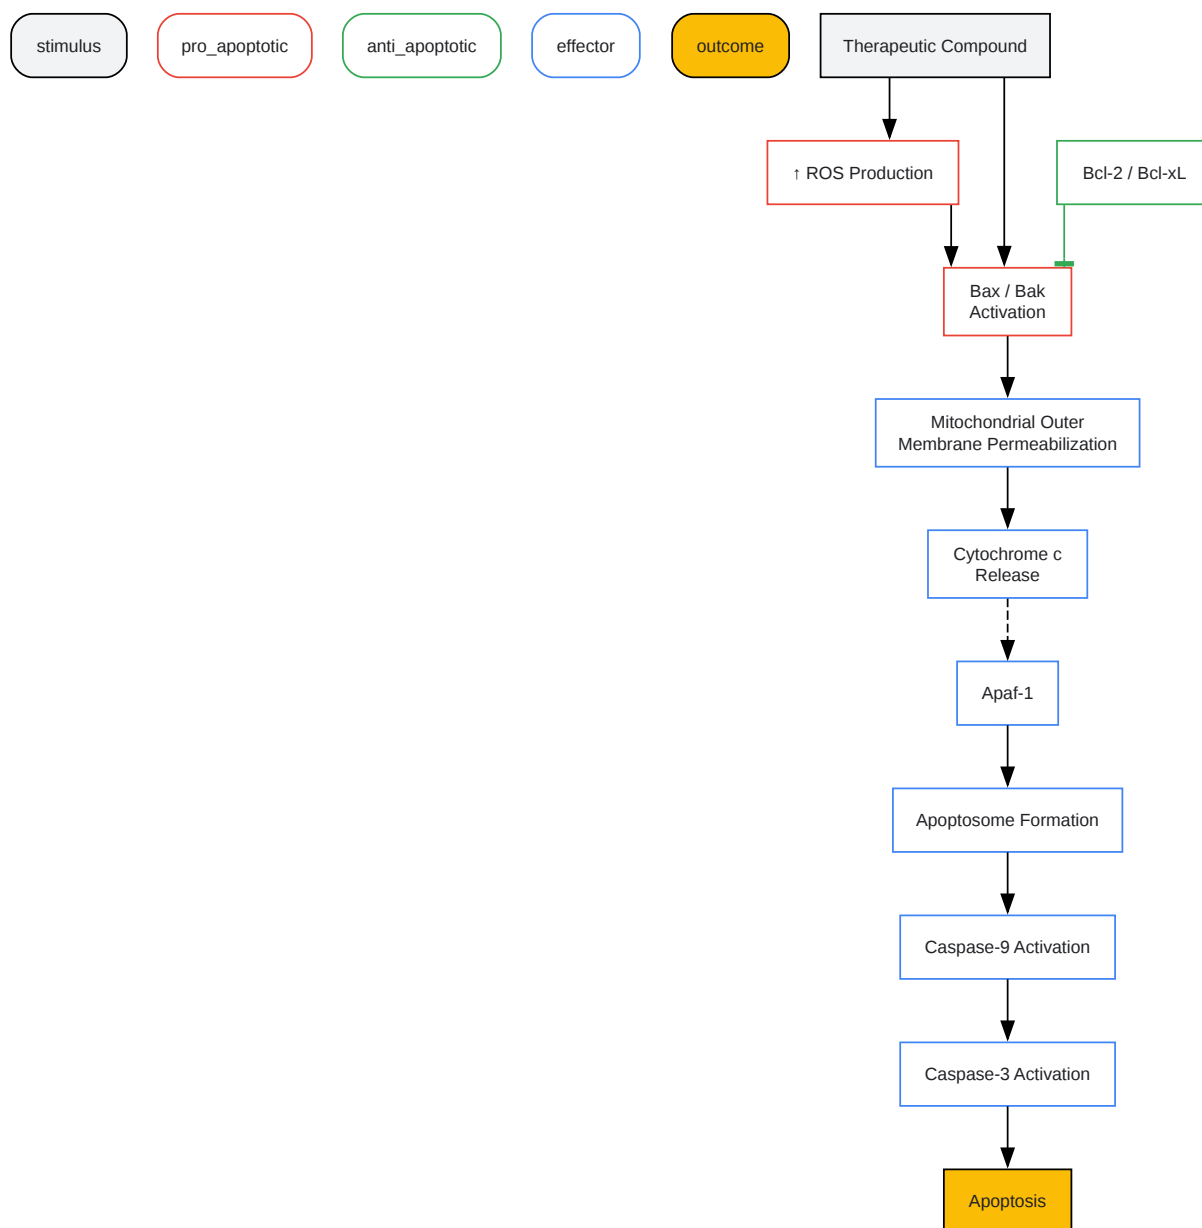 stimulus
pro_apoptotic
anti_apoptotic
effector
outcome
Therapeutic Compound
↑ ROS Production
Bcl-2 / Bcl-xL
Bax / Bak
Activation
Mitochondrial Outer
Membrane Permeabilization
Cytochrome c
Release
Apaf-1
Apoptosome Formation
Caspase-9 Activation
Caspase-3 Activation
Apoptosis